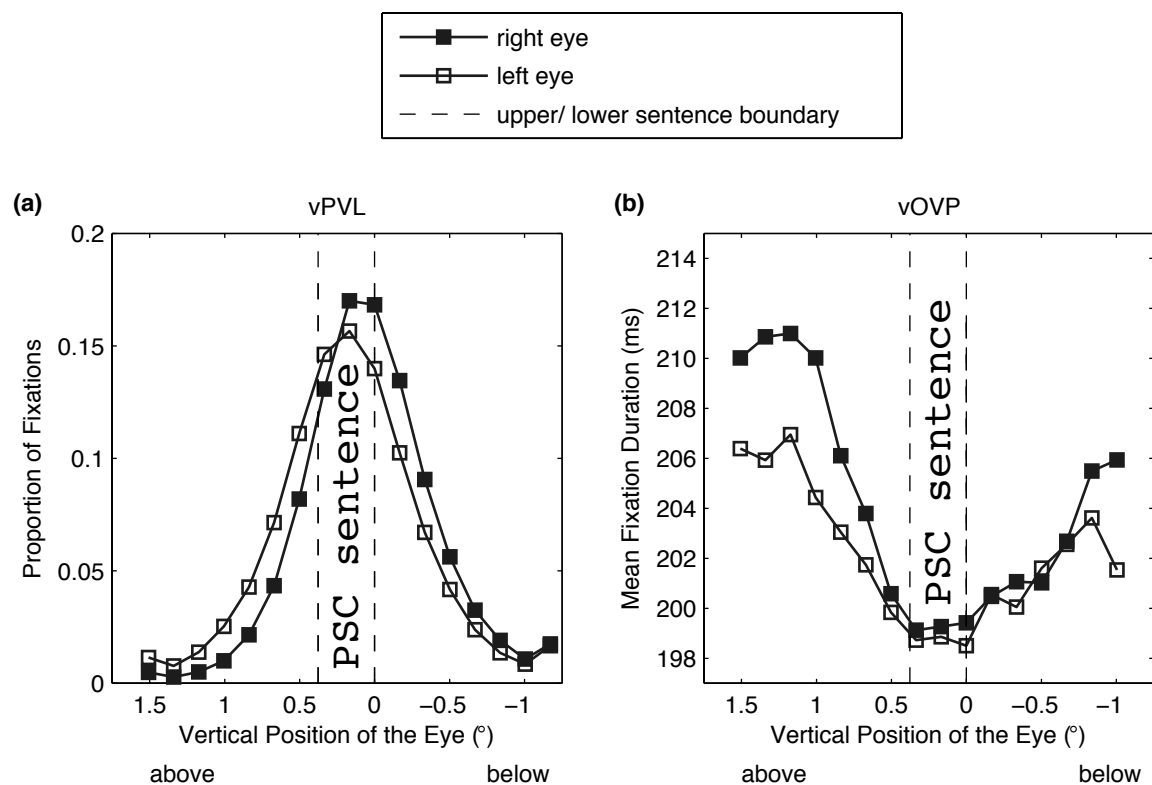 right eye
left eye
upper/ lower sentence boundary
(a)
vPVL
0.2
0.15
0.1
0.05
0
Proportion of Fixations
PSC sentence
1.5 1 0.5 0 −0.5 −1
Vertical Position of the Eye (°)
above below
(b)
vOVP
214
212
210
208
206
204
202
200
198
Mean Fixation Duration (ms)
PSC sentence
1.5 1 0.5 0 −0.5 −1
Vertical Position of the Eye (°)
above below